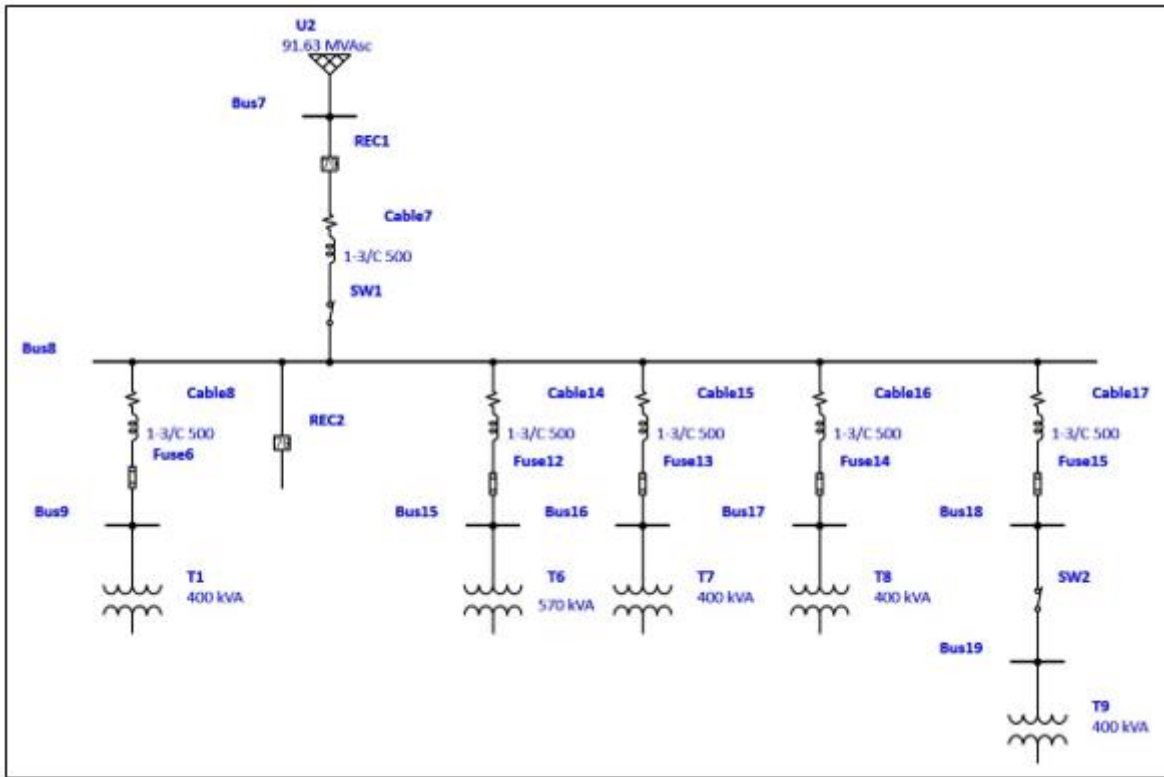 U2
91.63 MVAsc
Bus7
REC1
Cable7
1-3/C 500
SW1
Bus8
Cable8
1-3/C 500
Fuse6
REC2
Cable14
1-3/C 500
Fuse12
Cable15
1-3/C 500
Fuse13
Cable16
1-3/C 500
Fuse14
Cable17
1-3/C 500
Fuse15
Bus9
Bus15
Bus16
Bus17
Bus18
T1
400 kVA
T6
570 kVA
T7
400 kVA
T8
400 kVA
SW2
Bus19
T9
400 kVA